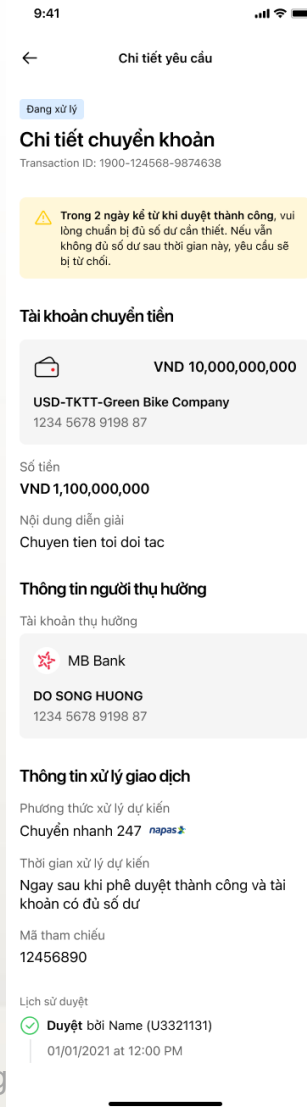 9:41
Chi tiết yêu cầu
Đang xử lý
Chi tiết chuyển khoản
Transaction ID: 1900-124568-9874638
Trong 2 ngày kể từ khi duyệt thành công, vui
lòng chuẩn bị đủ số dư cần thiết. Nếu vẫn
không đủ số dư sau thời gian này, yêu cầu sẽ
bị từ chối.
Tài khoản chuyển tiền
VND 10,000,000,000
USD-TKTT-Green Bike Company
1234 5678 9198 87
Số tiền
VND 1,100,000,000
Nội dung diễn giải
Chuyen tien toi doi tac
Thông tin người thụ hưởng
Tài khoản thụ hưởng
MB Bank
DO SONG HUONG
1234 5678 9198 87
Thông tin xử lý giao dịch
Phương thức xử lý dự kiến
Chuyển nhanh 247 napas
Thời gian xử lý dự kiến
Ngay sau khi phê duyệt thành công và tài
khoản có đủ số dư
Mã tham chiếu
12456890
Lịch sử duyệt
Duyệt bởi Name (U3321131)
01/01/2021 at 12:00 PM